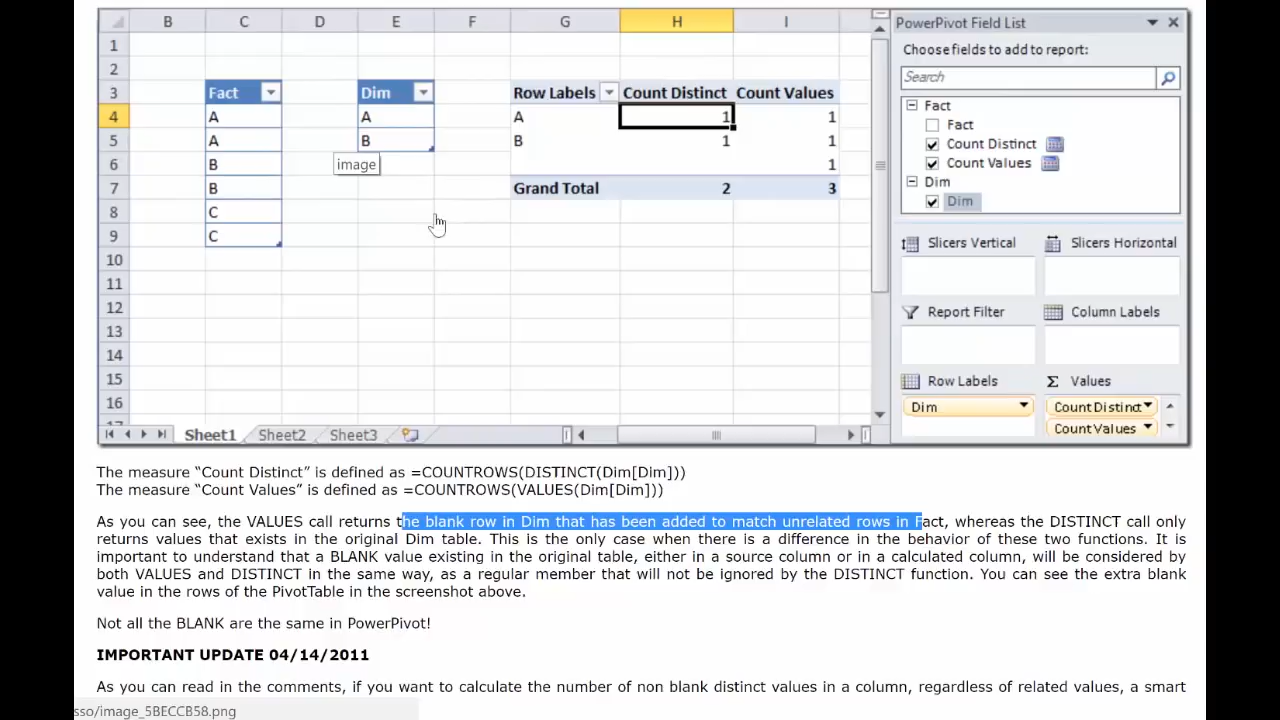 B C D E F G H I
PowerPivot Field List
1
Choose fields to add to report:
2
Search
3 Fact Dim Row Labels Count Distinct Count Values
4 A A A 1 1
5 A B B 1 1
6 B image 1
7 B Grand Total 2 3
8 C
9 C
10
11
12
13
14
15
16
Fact
Fact
Count Distinct
Count Values
Dim
Dim
Slicers Vertical Slicers Horizontal
Report Filter Column Labels
Row Labels Σ Values
Dim Count Distinct
Count Values
Sheet1 Sheet2 Sheet3
The measure “Count Distinct” is defined as =COUNTROWS(DISTINCT(Dim[Dim]))
The measure “Count Values” is defined as =COUNTROWS(VALUES(Dim[Dim]))
As you can see, the VALUES call returns the blank row in Dim that has been added to match unrelated rows in Fact, whereas the DISTINCT call only
returns values that exists in the original Dim table. This is the only case when there is a difference in the behavior of these two functions. It is
important to understand that a BLANK value existing in the original table, either in a source column or in a calculated column, will be considered by
both VALUES and DISTINCT in the same way, as a regular member that will not be ignored by the DISTINCT function. You can see the extra blank
value in the rows of the PivotTable in the screenshot above.
Not all the BLANK are the same in PowerPivot!
IMPORTANT UPDATE 04/14/2011
As you can read in the comments, if you want to calculate the number of non blank distinct values in a column, regardless of related values, a smart
sso/image_5BECCB58.png